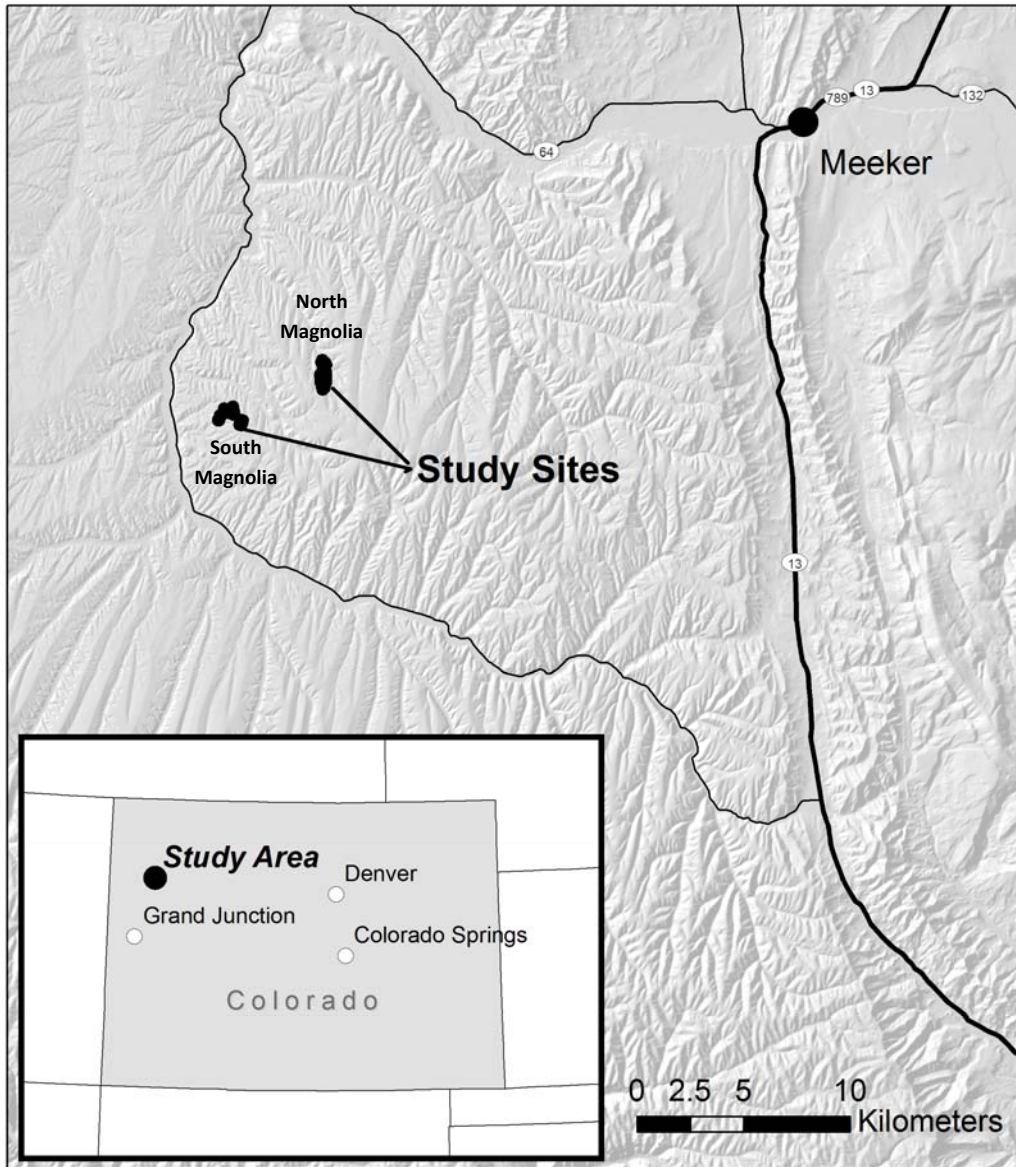 789
13
132
64
Meeker
North
Magnolia
South
Magnolia
Study Sites
13
Study Area
Denver
Grand Junction
Colorado Springs
Colorado
0 2.5 5 10
Kilometers